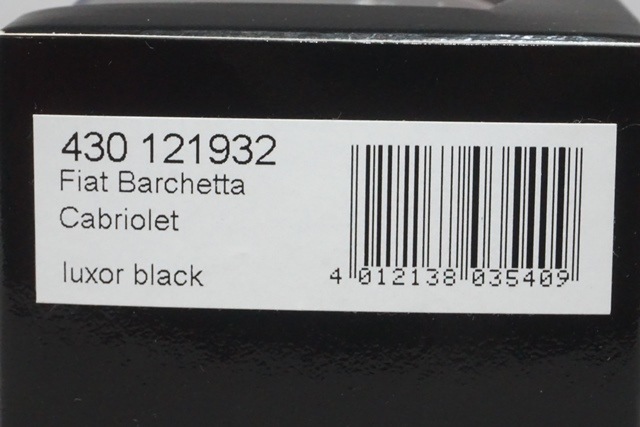 430 121932
Fiat Barchetta
Cabriolet
luxor black
4 012138 035409